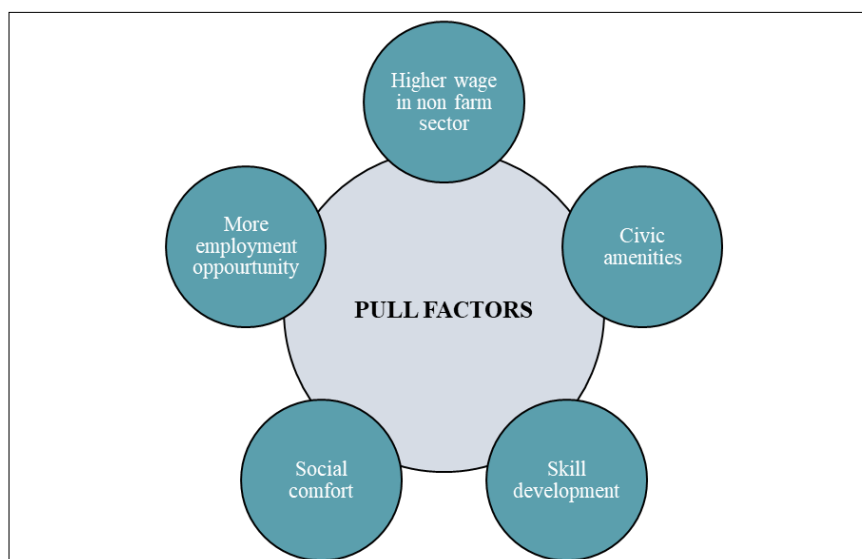 Higher wage
in non farm
sector
More
employment
oppourtunity
Civic
amenities
PULL FACTORS
Social
comfort
Skill
development